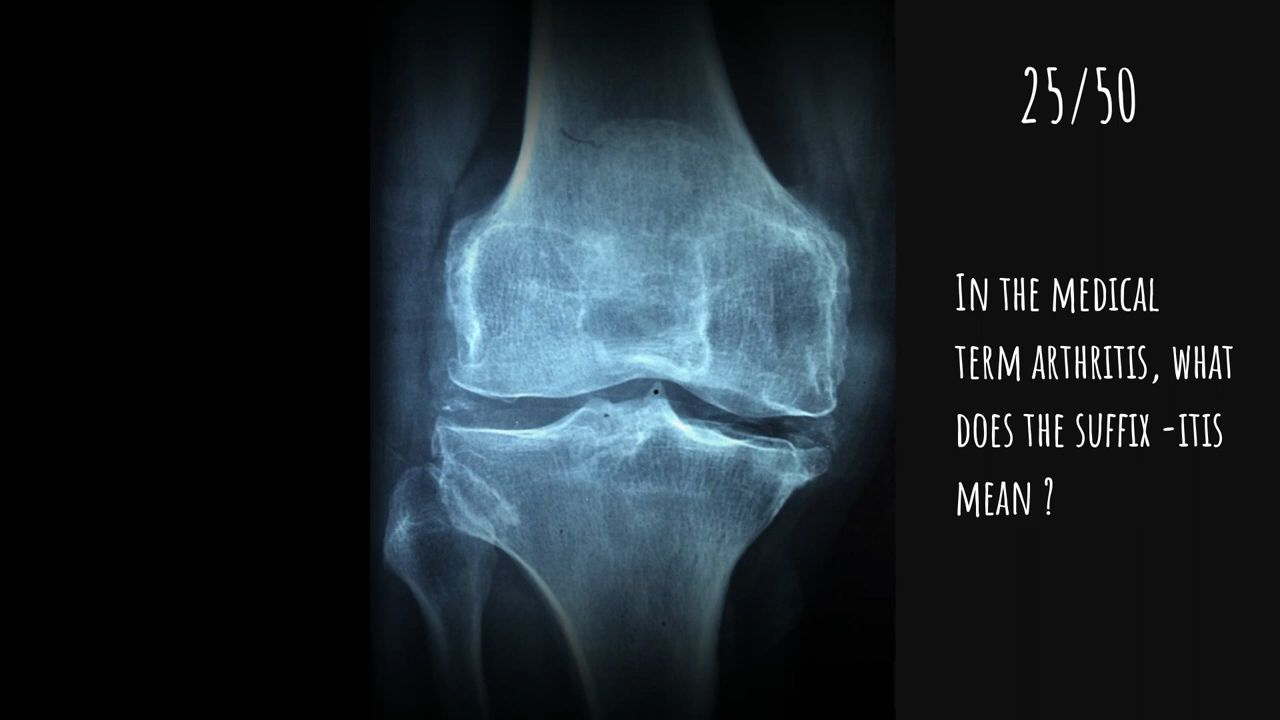 25/50
In the medical
term arthritis, what
does the suffix -itis
mean ?